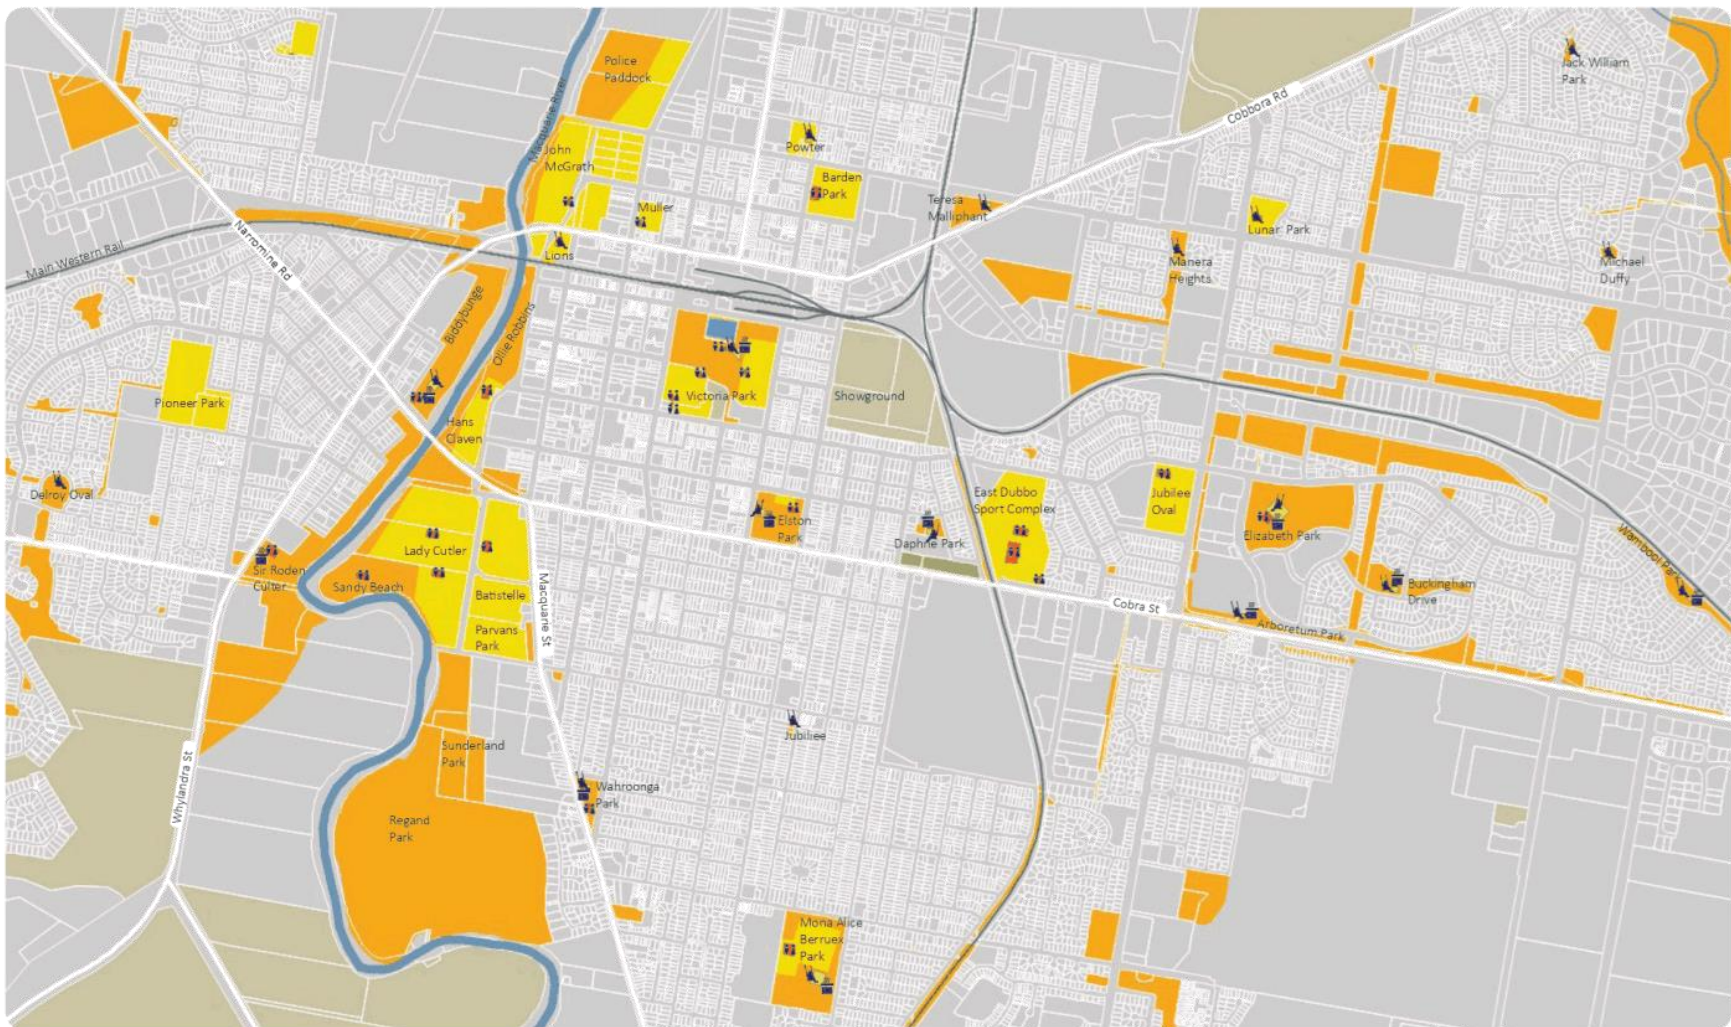 Police
Paddock
Jack William
Park
Cobbora Rd
Macquarie River
John
McGrath
Powter
Barden
Park
Muller
Teresa
Malliphant
Lunar Park
Lions
Manera
Heights
Michael
Duffy
Main Western Rail
Narromine Rd
Biddybunge
Ollie Robbins
Pioneer Park
Victoria Park
Showground
Hans
Claven
Delroy Oval
East Dubbo
Sport Complex
Jubilee
Oval
Elston
Park
Elizabeth Park
Daphne Park
Wambool Park
Lady Cutler
Sir Roden
Culter
Sandy Beach
Batistelle
Macquarie St
Buckingham
Drive
Cobra St
Arboretum Park
Parvans
Park
Sunderland
Park
Jubiliee
Whylandra St
Wahroonga
Park
Regand
Park
Mona Alice
Berruex
Park